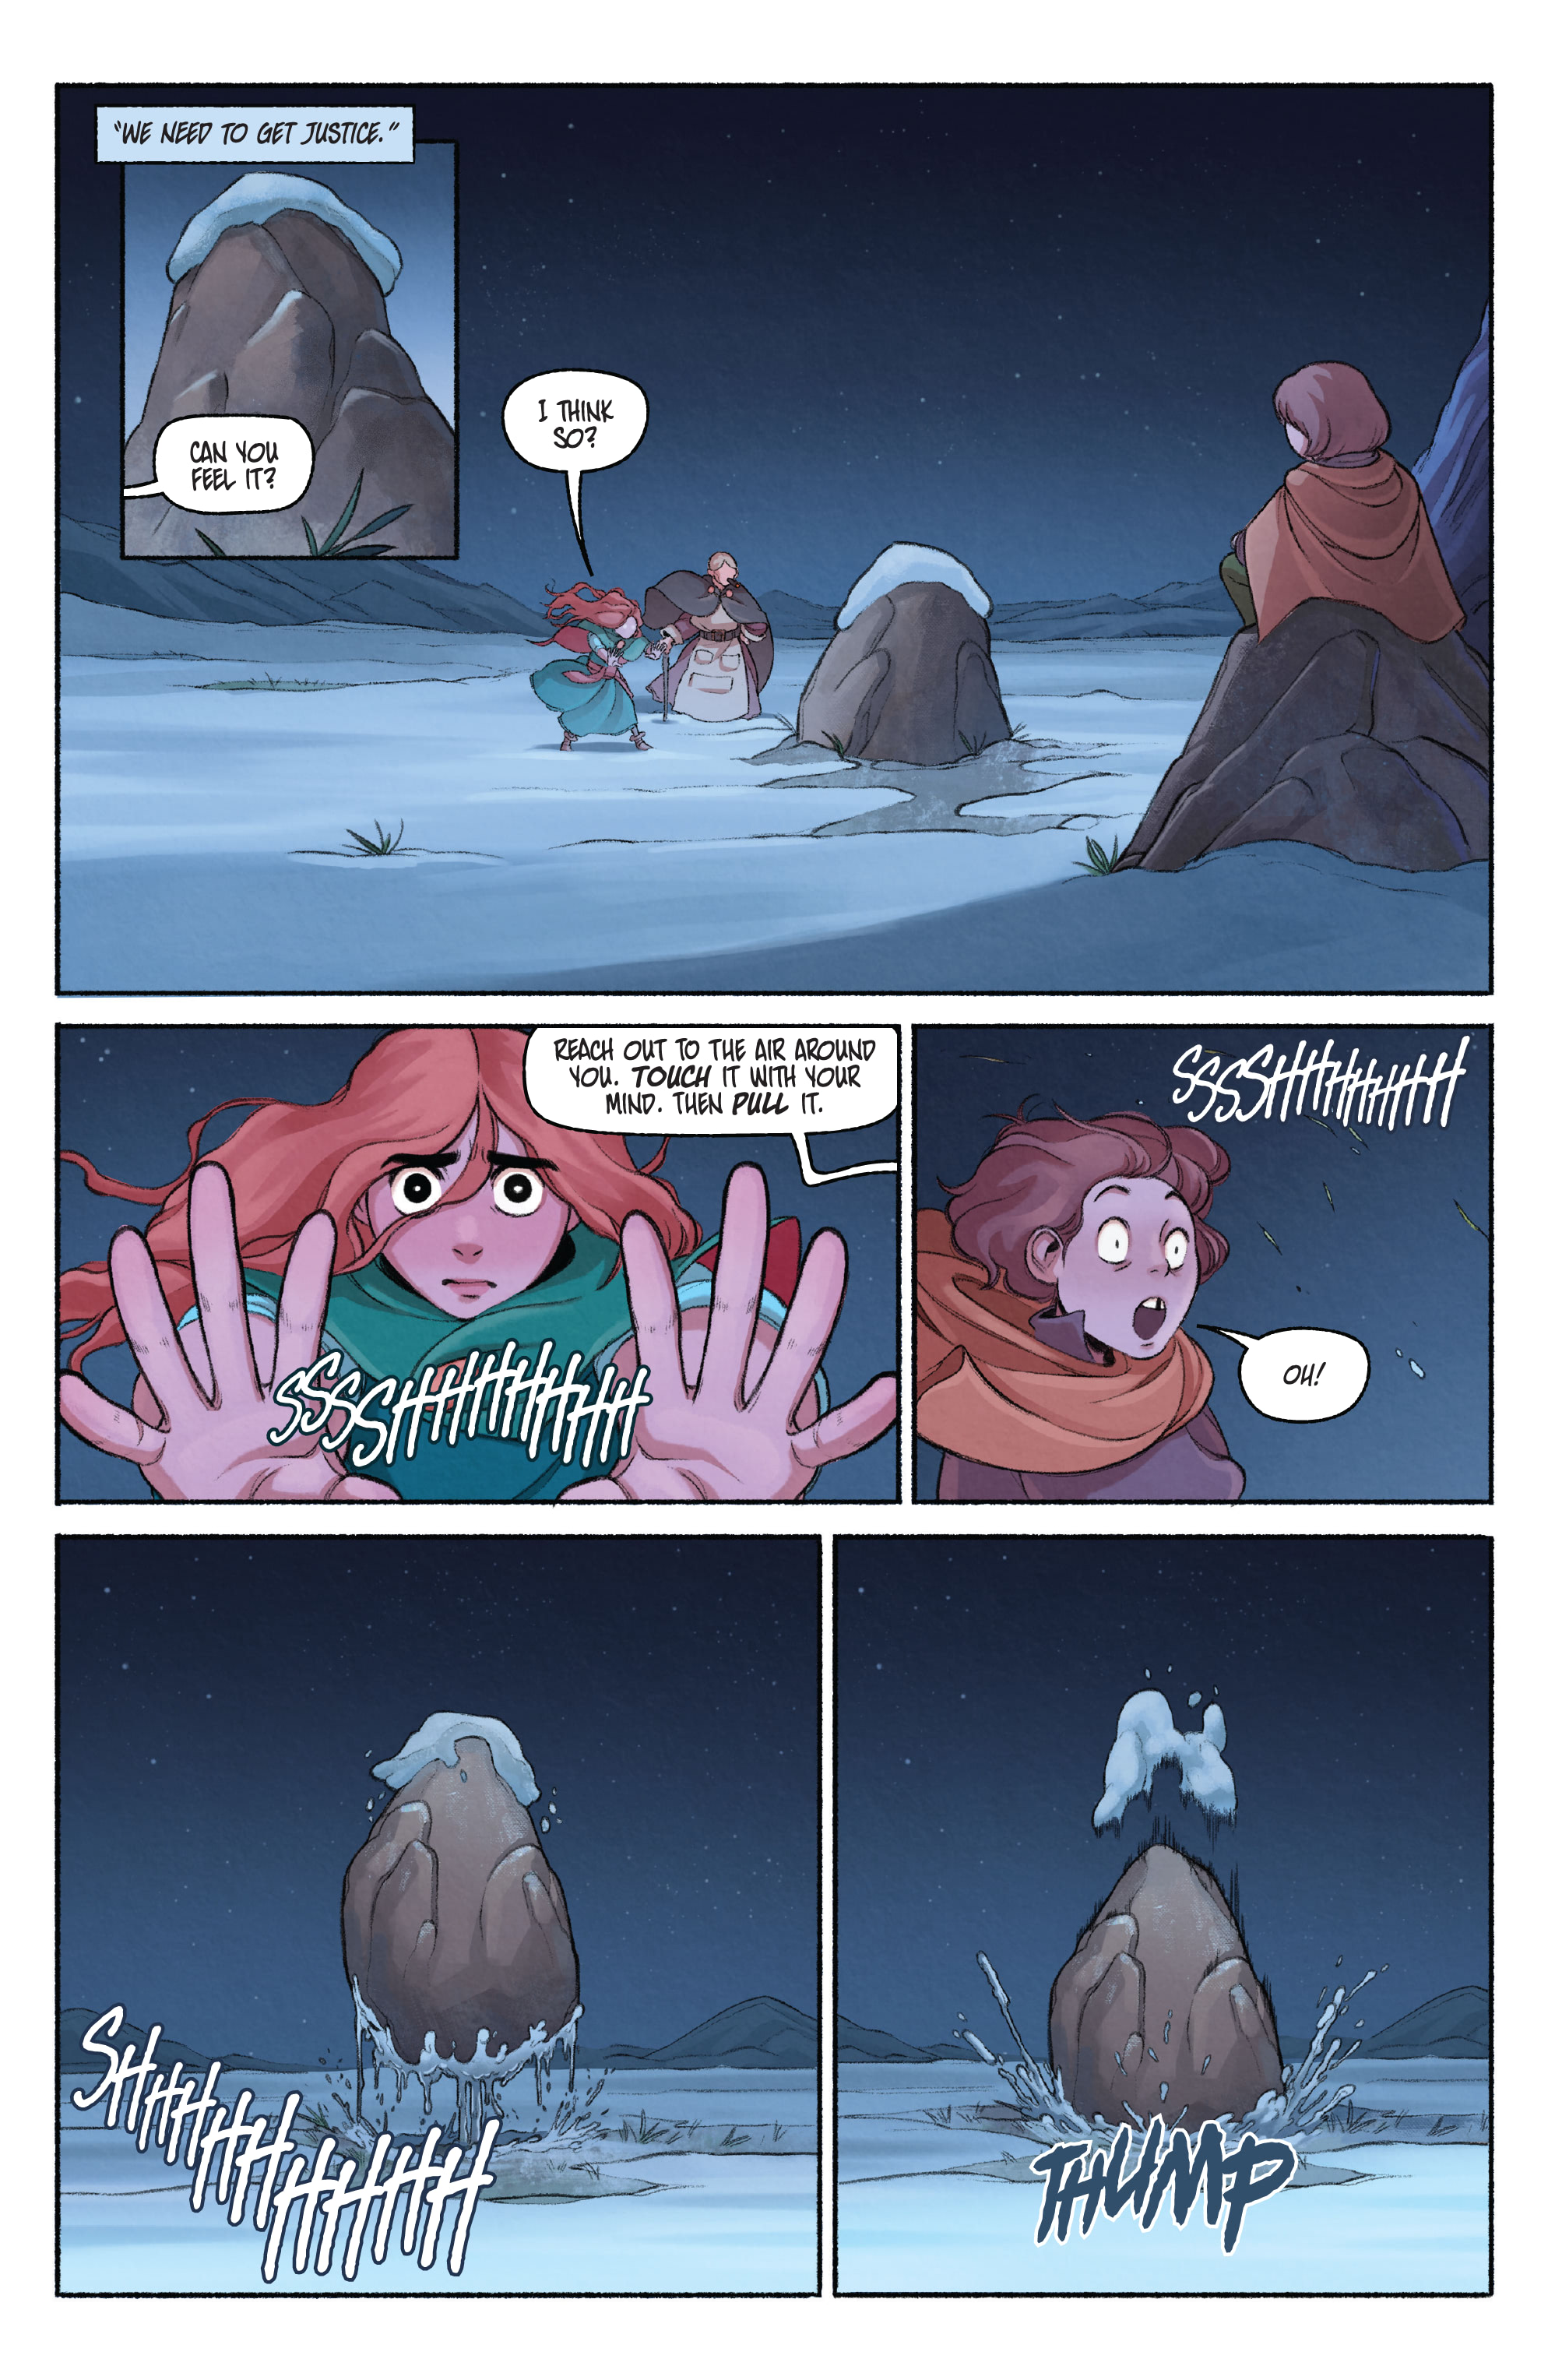 "WE NEED TO GET JUSTICE."
CAN YOU
FEEL IT?
I THINK
SO?
REACH OUT TO THE AIR AROUND
YOU. TOUCH IT WITH YOUR
MIND. THEN PULL IT.
SSSSHHHHHHHH
SSSSHHHHHHHH
OH!
SHHHHHHHHHHH
THUMP